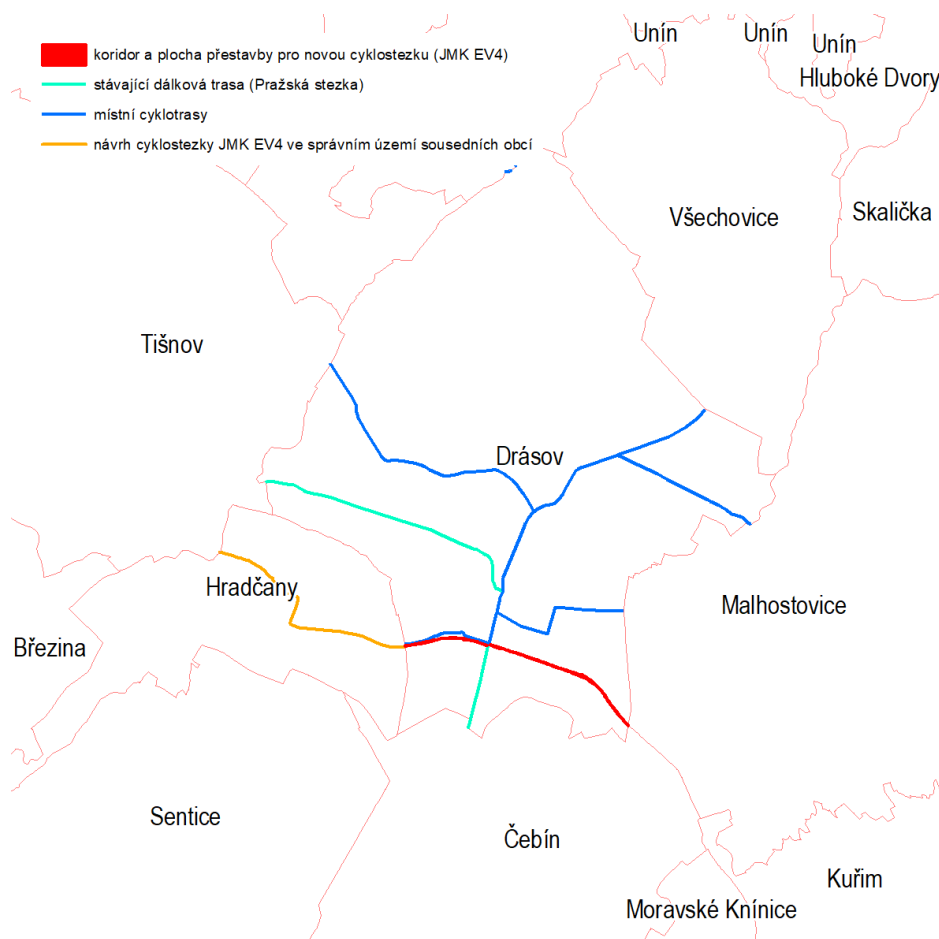 Unín
Unín
Unín
koridor a plocha přestavby pro novou cyklostezku (JMK EV4)
Hluboké Dvory
stávající dálková trasa (Pražská stezka)
místní cyklotrasy
návrh cyklostezky JMK EV4 ve správním území sousedních obcí
Všechovice
Skalička
Tišnov
Drásov
Hradčany
Malhostovice
Březina
Sentice
Čebín
Kuřim
Moravské Knínice